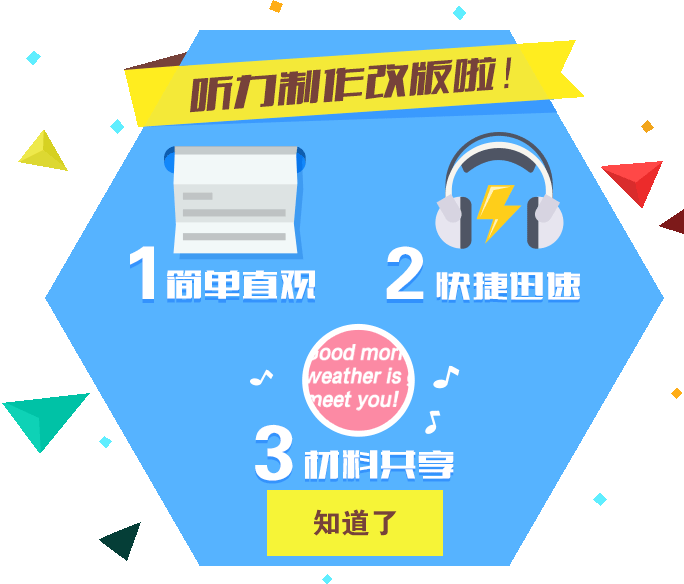 听力制作改版啦！
1 简单直观
2 快捷迅速
ood mor
weather is
meet you!
3 材料共享
知道了